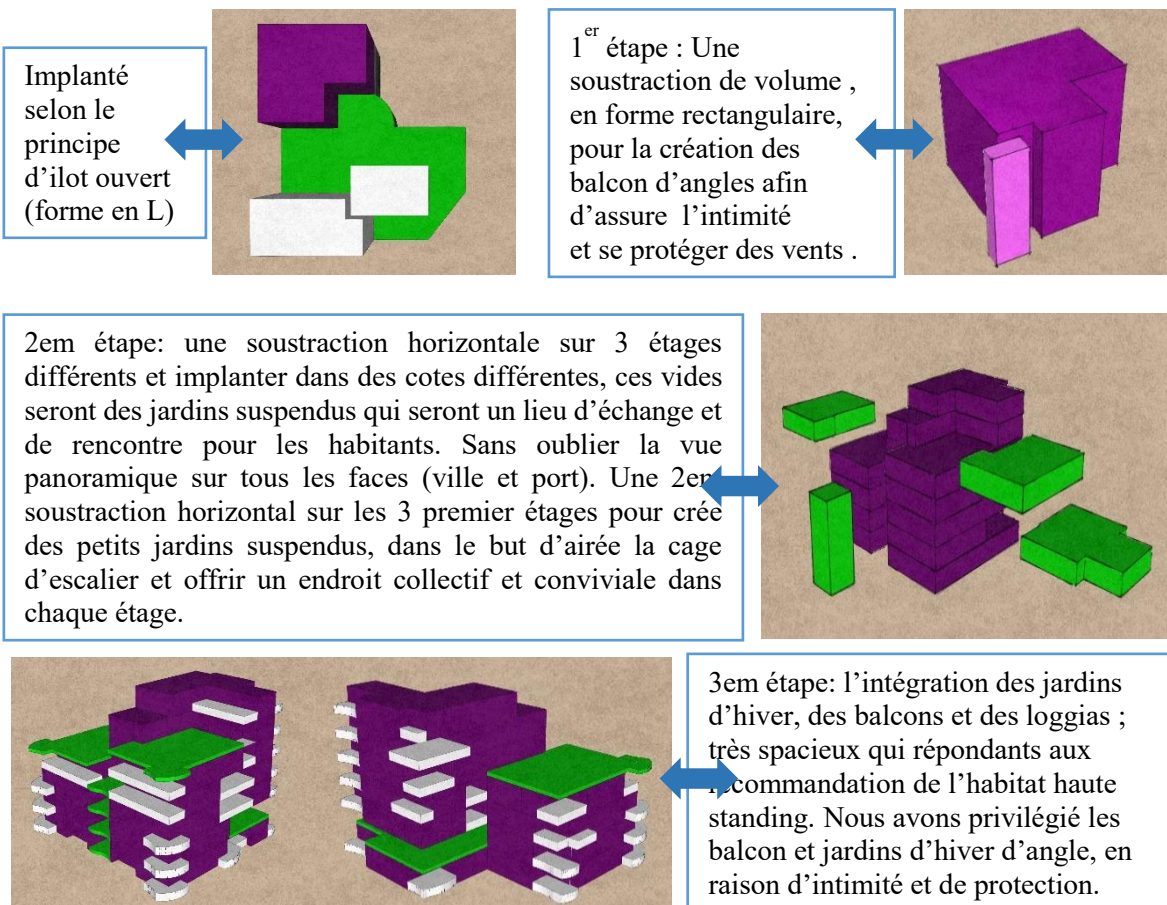 Implanté
selon le
principe
d’ilot ouvert
(forme en L)
1er étape : Une
soustraction de volume ,
en forme rectangulaire,
pour la création des
balcon d’angles afin
d’assure l’intimité
et se protéger des vents .
2em étape: une soustraction horizontale sur 3 étages
différents et implanter dans des cotes différentes, ces vides
seront des jardins suspendus qui seront un lieu d’échange et
de rencontre pour les habitants. Sans oublier la vue
panoramique sur tous les faces (ville et port). Une 2em
soustraction horizontal sur les 3 premier étages pour crée
des petits jardins suspendus, dans le but d’airée la cage
d’escalier et offrir un endroit collectif et conviviale dans
chaque étage.
3em étape: l’intégration des jardins
d’hiver, des balcons et des loggias ;
très spacieux qui répondants aux
recommandation de l’habitat haute
standing. Nous avons privilégié les
balcon et jardins d’hiver d’angle, en
raison d’intimité et de protection.